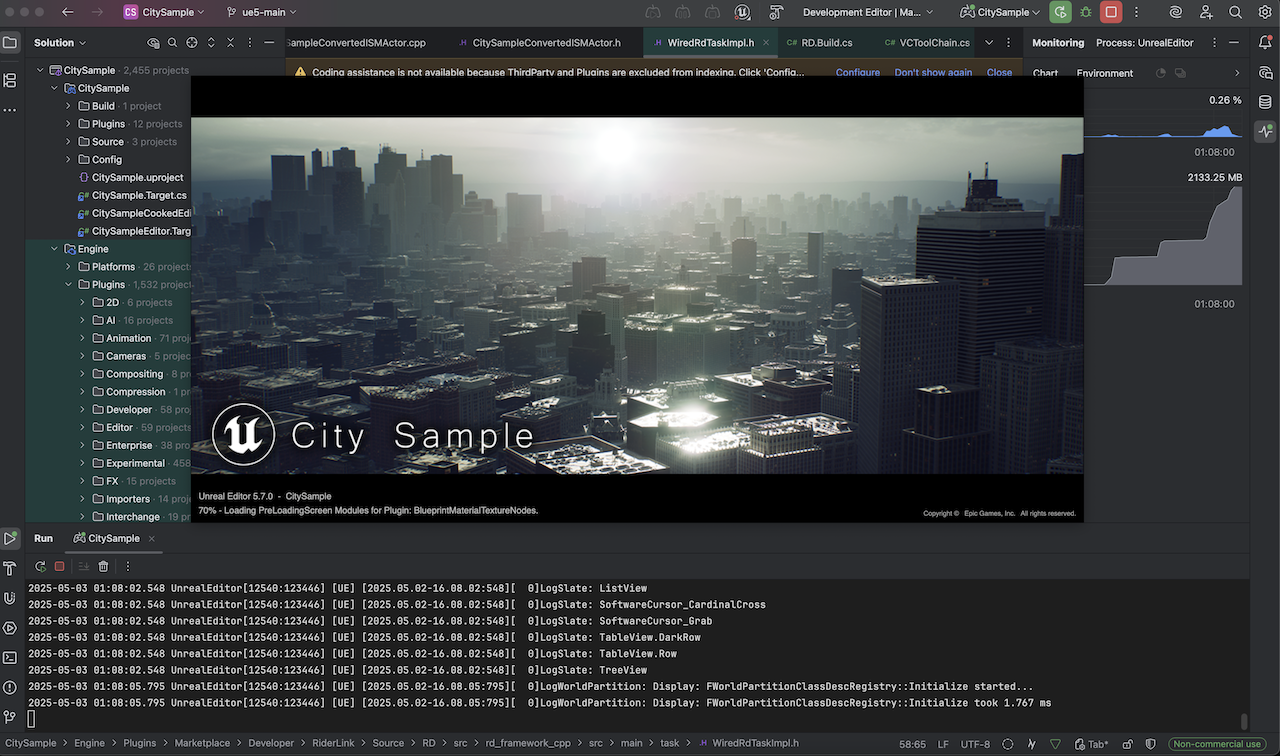 CS CitySample
ue5-main
Development Editor | Ma...
CitySample
Solution
SampleConvertedISMActor.cpp
.H CitySampleConvertedISMActor.h
.H WiredRdTaskImpl.h
C# RD.Build.cs
C# VCToolChain.cs
Monitoring
Process: UnrealEditor
Coding assistance is not available because ThirdParty and Plugins are excluded from indexing. Click 'Config...
Configure
Don't show again
Close
Chart
Environment
0.26 %
01:08:00
2133.25 MB
01:08:00
CitySample · 2,455 projects
CitySample
Build · 1 project
Plugins · 12 projects
Source · 3 projects
Config
CitySample.uproject
CitySample.Target.cs
CitySampleCookedEdi
CitySampleEditor.Targ
Engine
Platforms · 26 projects
Plugins · 1,532 project
2D · 6 projects
AI · 16 projects
Animation · 71 proj
Cameras · 5 projec
Compositing · 8 pr
Compression · 1 pr
Developer · 58 pro
Editor · 59 projects
Enterprise · 38 pro
Experimental · 458
FX · 15 projects
Importers · 14 proj
Interchange · 19 pr
City Sample
Unreal Editor 5.7.0 - CitySample
70% - Loading PreLoadingScreen Modules for Plugin: BlueprintMaterialTextureNodes.
Copyright © Epic Games, Inc. All rights reserved.
Run
CitySample
2025-05-03 01:08:02.548 UnrealEditor[12540:123446] [UE] [2025.05.02-16.08.02:548][  0]LogSlate: ListView
2025-05-03 01:08:02.548 UnrealEditor[12540:123446] [UE] [2025.05.02-16.08.02:548][  0]LogSlate: SoftwareCursor_CardinalCross
2025-05-03 01:08:02.548 UnrealEditor[12540:123446] [UE] [2025.05.02-16.08.02:548][  0]LogSlate: SoftwareCursor_Grab
2025-05-03 01:08:02.548 UnrealEditor[12540:123446] [UE] [2025.05.02-16.08.02:548][  0]LogSlate: TableView.DarkRow
2025-05-03 01:08:02.548 UnrealEditor[12540:123446] [UE] [2025.05.02-16.08.02:548][  0]LogSlate: TableView.Row
2025-05-03 01:08:02.548 UnrealEditor[12540:123446] [UE] [2025.05.02-16.08.02:548][  0]LogSlate: TreeView
2025-05-03 01:08:05.795 UnrealEditor[12540:123446] [UE] [2025.05.02-16.08.05:795][  0]LogWorldPartition: Display: FWorldPartitionClassDescRegistry::Initialize started...
2025-05-03 01:08:05.795 UnrealEditor[12540:123446] [UE] [2025.05.02-16.08.05:795][  0]LogWorldPartition: Display: FWorldPartitionClassDescRegistry::Initialize took 1.767 ms
CitySample > Engine > Plugins > Marketplace > Developer > RiderLink > Source > RD > src > rd_framework_cpp > src > main > task > .H WiredRdTaskImpl.h
58:65 LF UTF-8 Tab* Non-commercial use